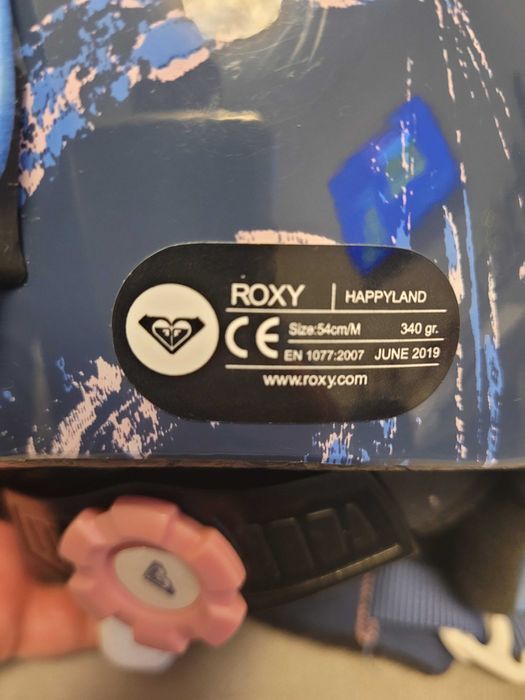 ROXY | HAPPYLAND
CE Size:54cm/M 340 gr.
EN 1077:2007 JUNE 2019
www.roxy.com